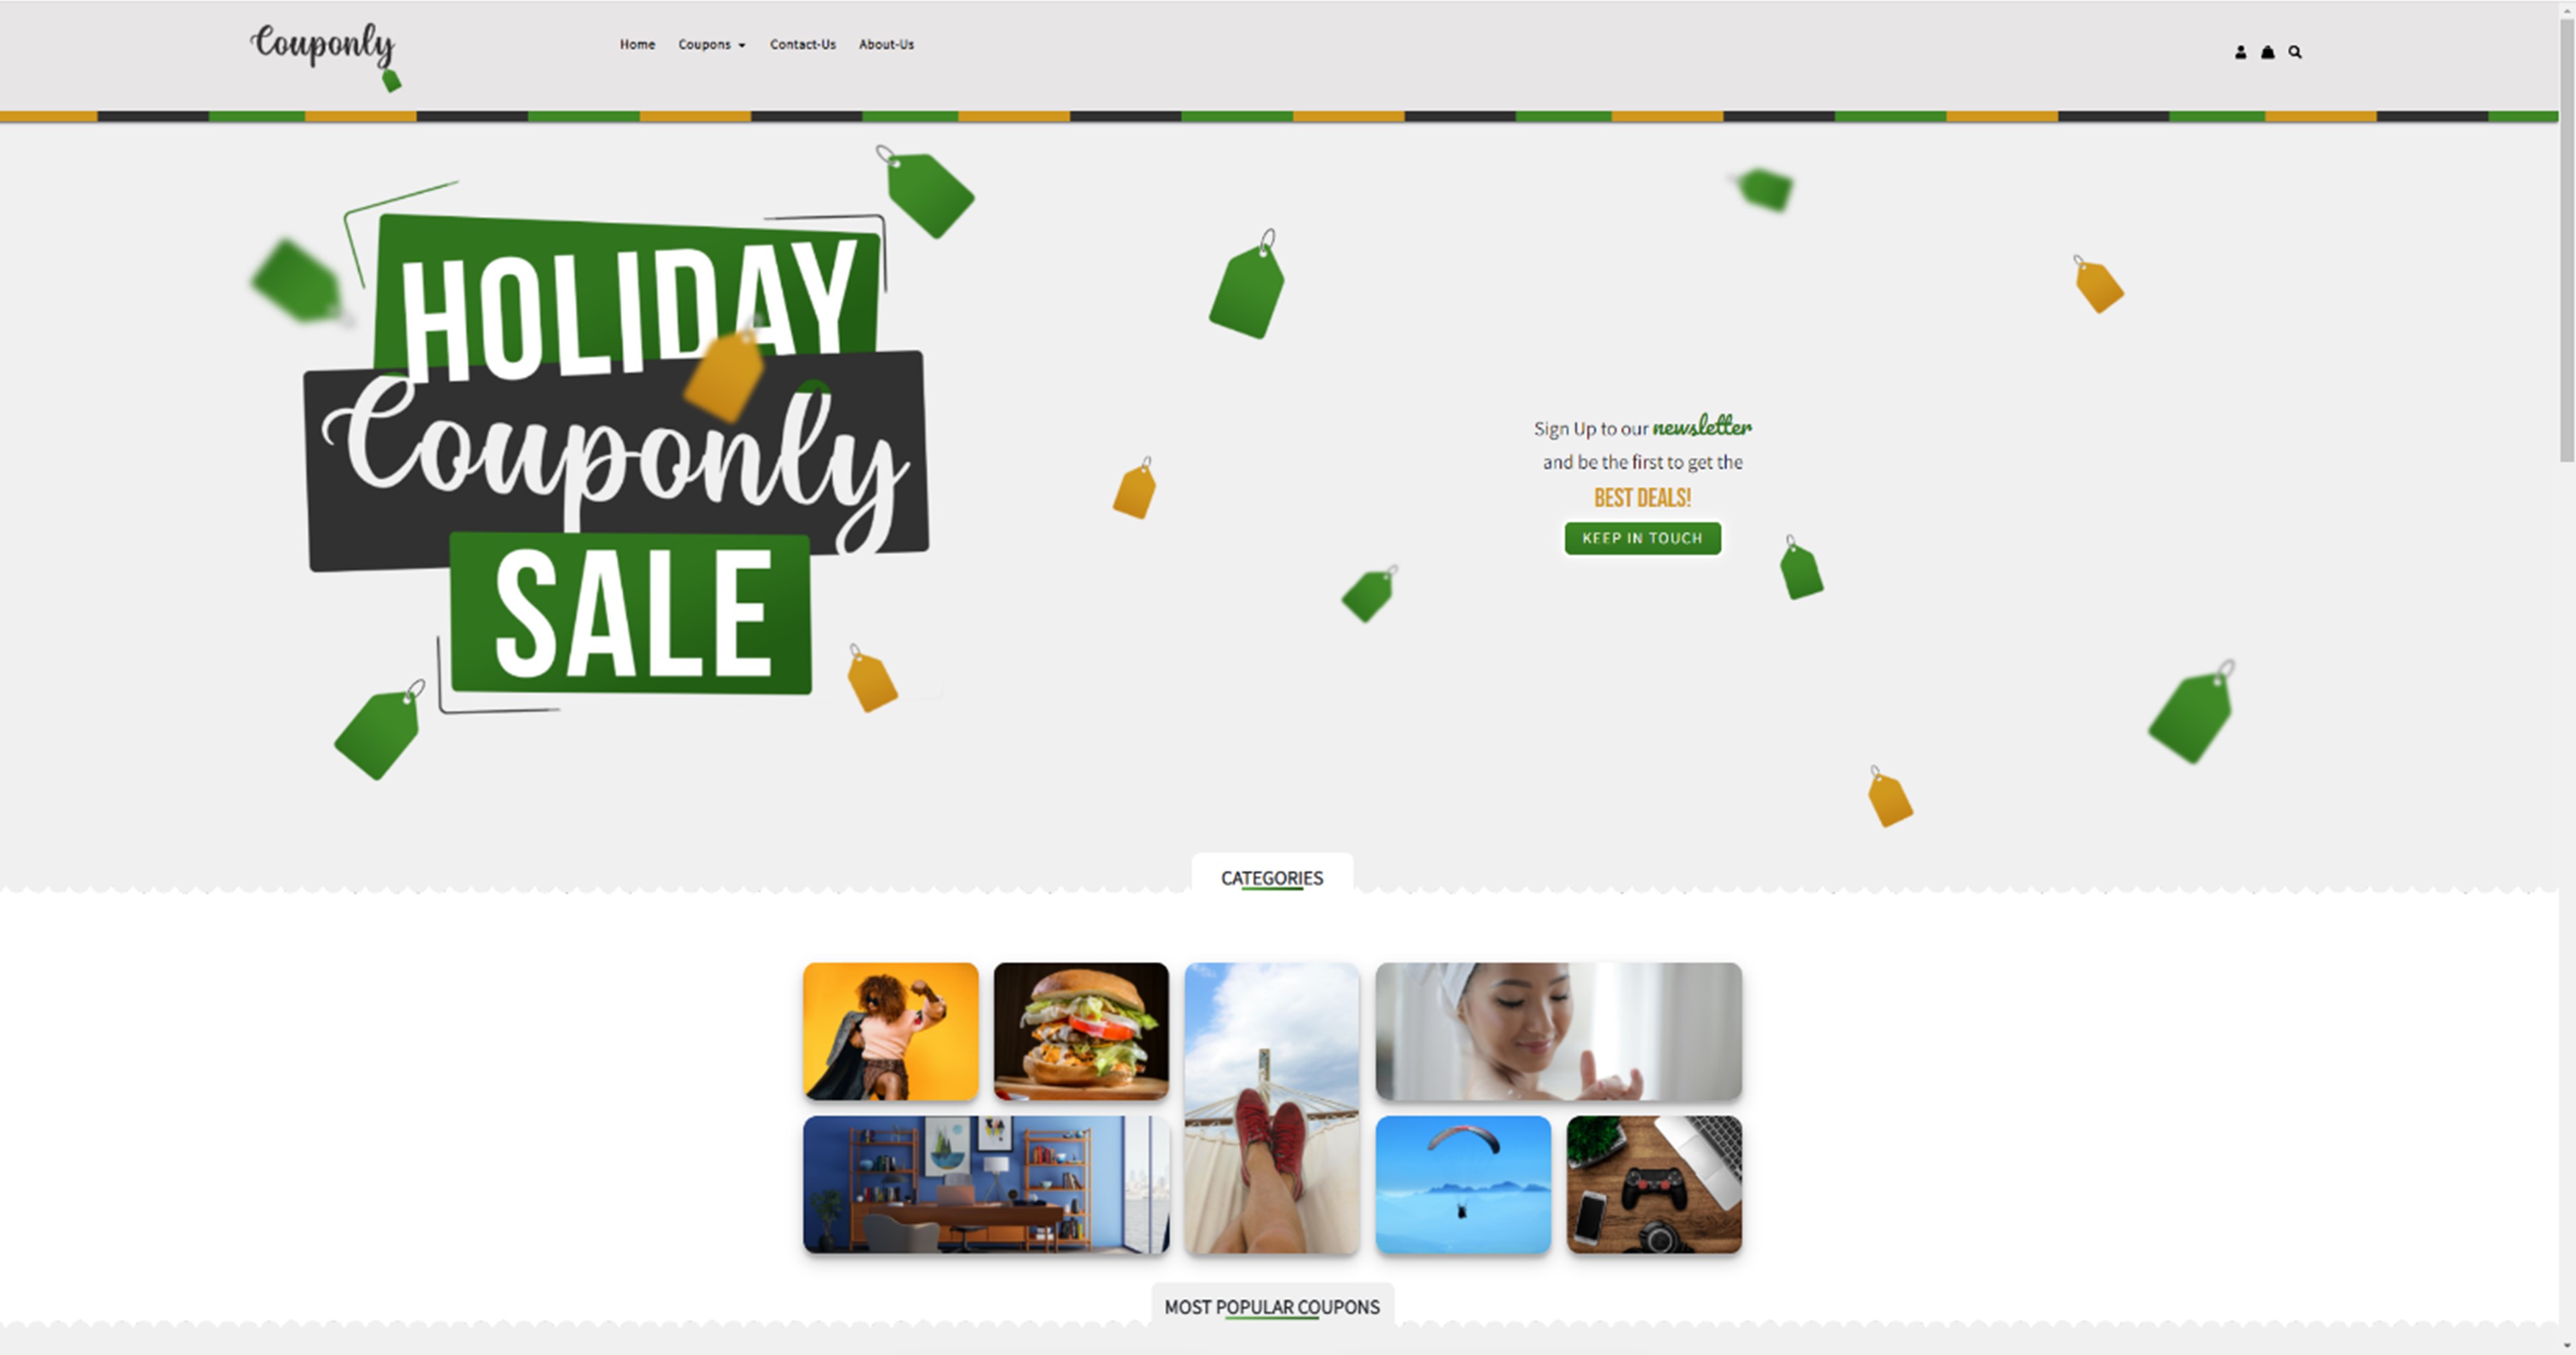 Couponly
Home Coupons Contact-Us About-Us
HOLIDAY
Couponly
SALE
Sign Up to our newsletter
and be the first to get the
BEST DEALS!
KEEP IN TOUCH
CATEGORIES
MOST POPULAR COUPONS